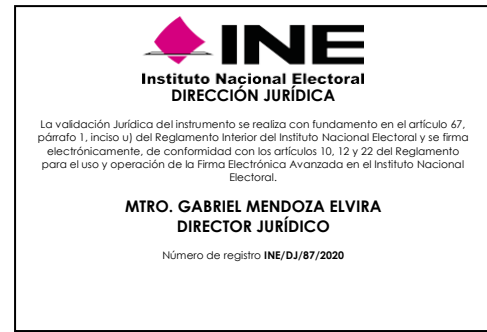 INE
Instituto Nacional Electoral
DIRECCIÓN JURÍDICA
La validación Jurídica del instrumento se realiza con fundamento en el artículo 67,
párrafo 1, inciso u) del Reglamento Interior del Instituto Nacional Electoral y se firma
electrónicamente, de conformidad con los artículos 10, 12 y 22 del Reglamento
para el uso y operación de la Firma Electrónica Avanzada en el Instituto Nacional
Electoral.
MTRO. GABRIEL MENDOZA ELVIRA
DIRECTOR JURÍDICO
Número de registro INE/DJ/87/2020